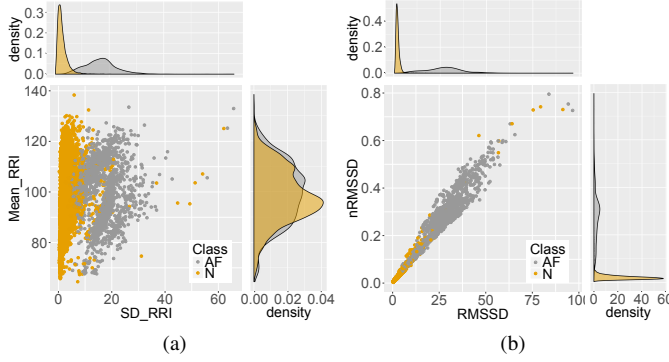 density
0.3
0.2
0.1
0.0
Mean_RRI
140
120
100
80
Class
AF
N
0 20 40 60
SD_RRI
0.00 0.02 0.04
density
(a)
density
0.4
0.2
0.0
nRMSSD
0.8
0.6
0.4
0.2
0.0
Class
AF
N
0 25 50 75 100
RMSSD
0 20 40 60
density
(b)